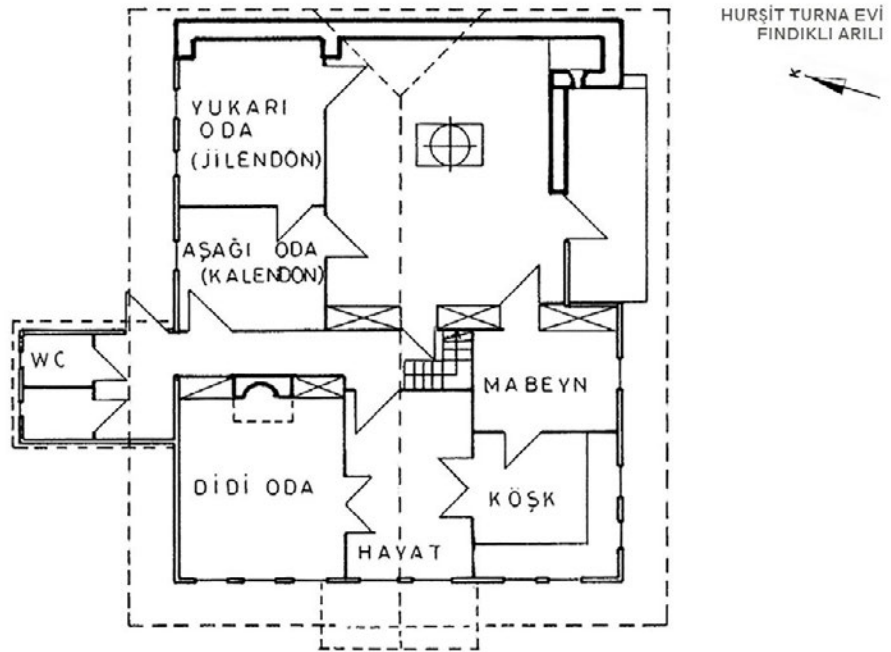 HURŞİT TURNA EVİ
FINDIKLI ARILI
K
YUKARI
ODA
(JİLENDON)
AŞAĞI ODA
(KALENDON)
WC
MABEYN
DİDİ ODA
KÖŞK
HAYAT